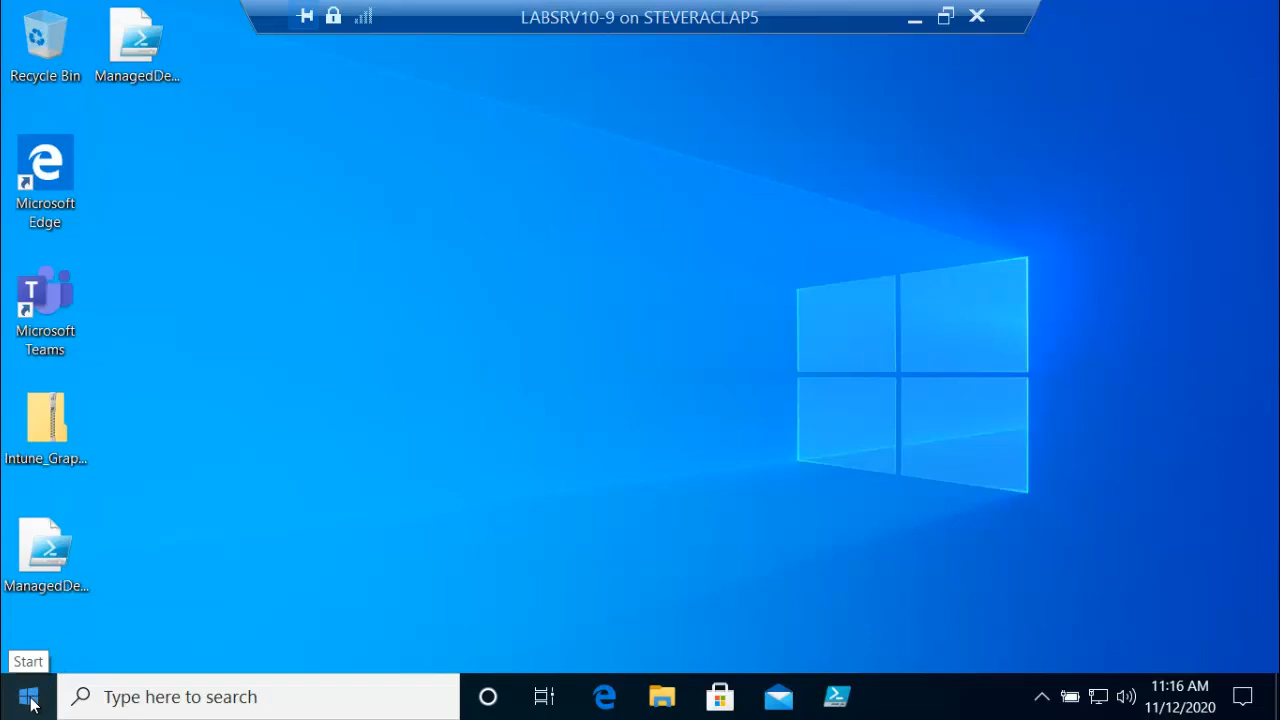 LABSRV10-9 on STEVERACLAP5
Recycle Bin
ManagedDe...
Microsoft
Edge
T
Microsoft
Teams
Intune_Grap...
ManagedDe...
Start
Type here to search
11:16 AM
11/12/2020